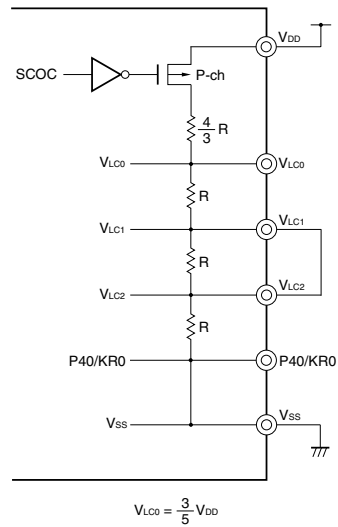 VDD
SCOC
P-ch
4/3 R
VLC0
VLC0
R
VLC1
VLC1
R
VLC2
VLC2
R
P40/KR0
P40/KR0
VSS
VSS
VLC0 = 3/5 VDD